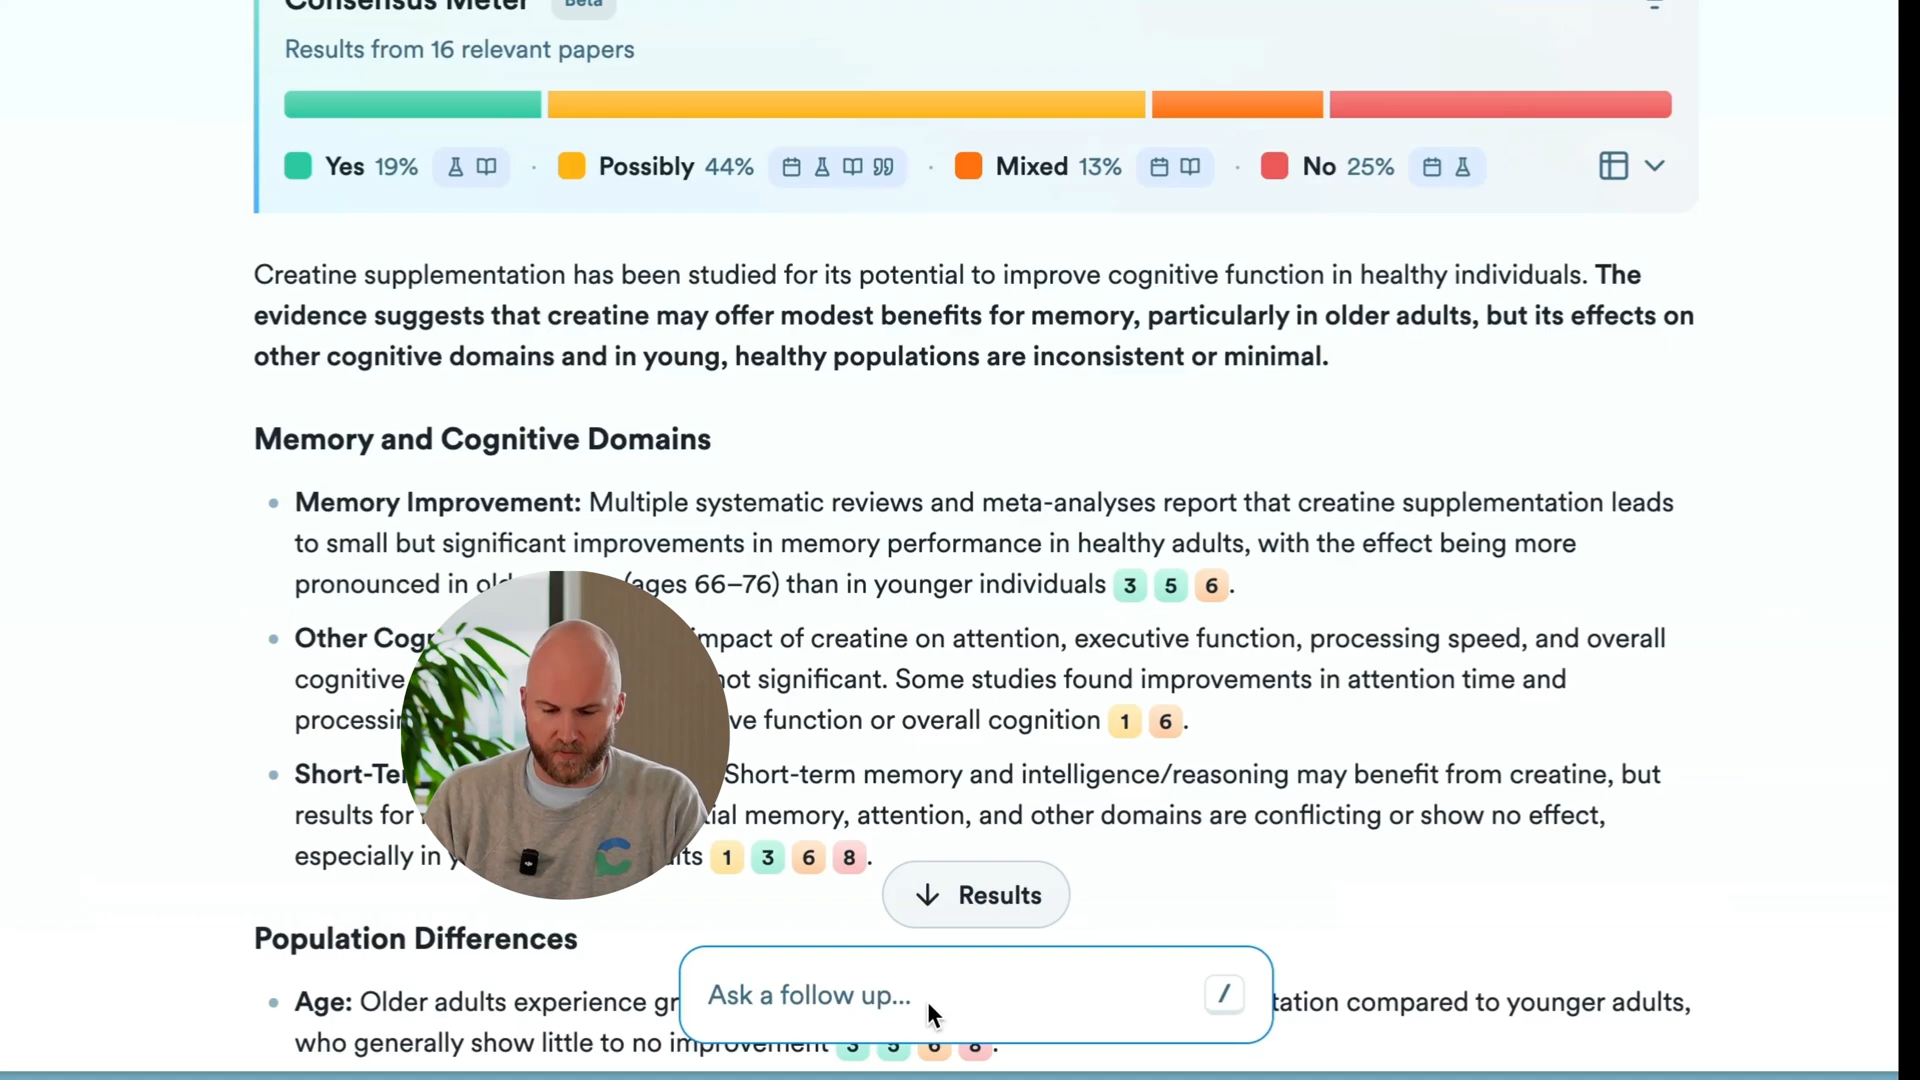 Consensus Meter Beta
Results from 16 relevant papers
Yes 19% · Possibly 44% · Mixed 13% · No 25%
Creatine supplementation has been studied for its potential to improve cognitive function in healthy individuals. The
evidence suggests that creatine may offer modest benefits for memory, particularly in older adults, but its effects on
other cognitive domains and in young, healthy populations are inconsistent or minimal.
Memory and Cognitive Domains
• Memory Improvement: Multiple systematic reviews and meta-analyses report that creatine supplementation leads
to small but significant improvements in memory performance in healthy adults, with the effect being more
pronounced in (ages 66–76) than in younger individuals 3 5 6.
• Other impact of creatine on attention, executive function, processing speed, and overall
cognitive not significant. Some studies found improvements in attention time and
function or overall cognition 1 6.
• Short-term memory and intelligence/reasoning may benefit from creatine, but
results for memory, attention, and other domains are conflicting or show no effect,
especially in 1 3 6 8.
Results
Population Differences
Ask a follow up... /
• Age: Older adults experience compared to younger adults,
who generally show little to no improvement 3 5 6 8.